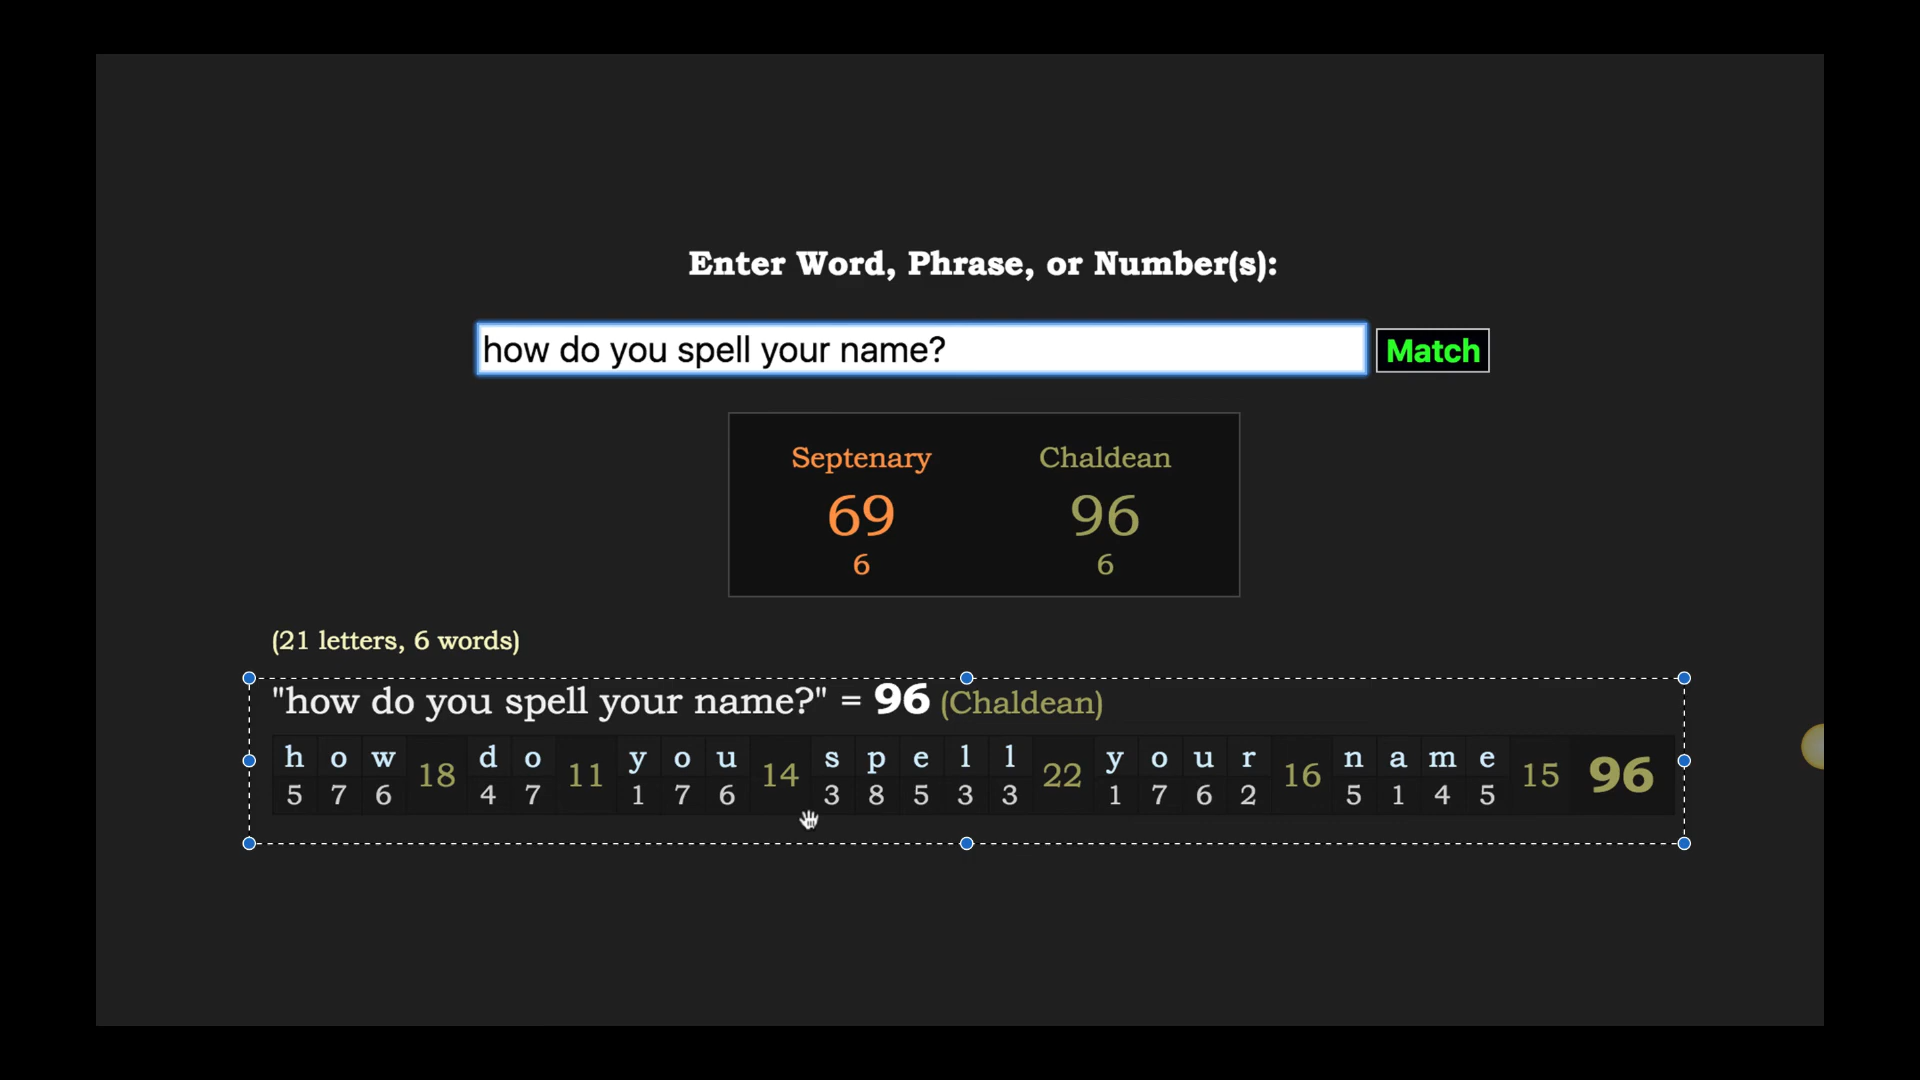 Enter Word, Phrase, or Number(s):
how do you spell your name? Match
Septenary Chaldean
69 96
6 6
(21 letters, 6 words)
"how do you spell your name?" = 96 (Chaldean)
h o w 18 d o 11 y o u 14 s p e l l 22 y o u r 16 n a m e 15 96
5 7 6 4 7 1 7 6 3 8 5 3 3 1 7 6 2 5 1 4 5